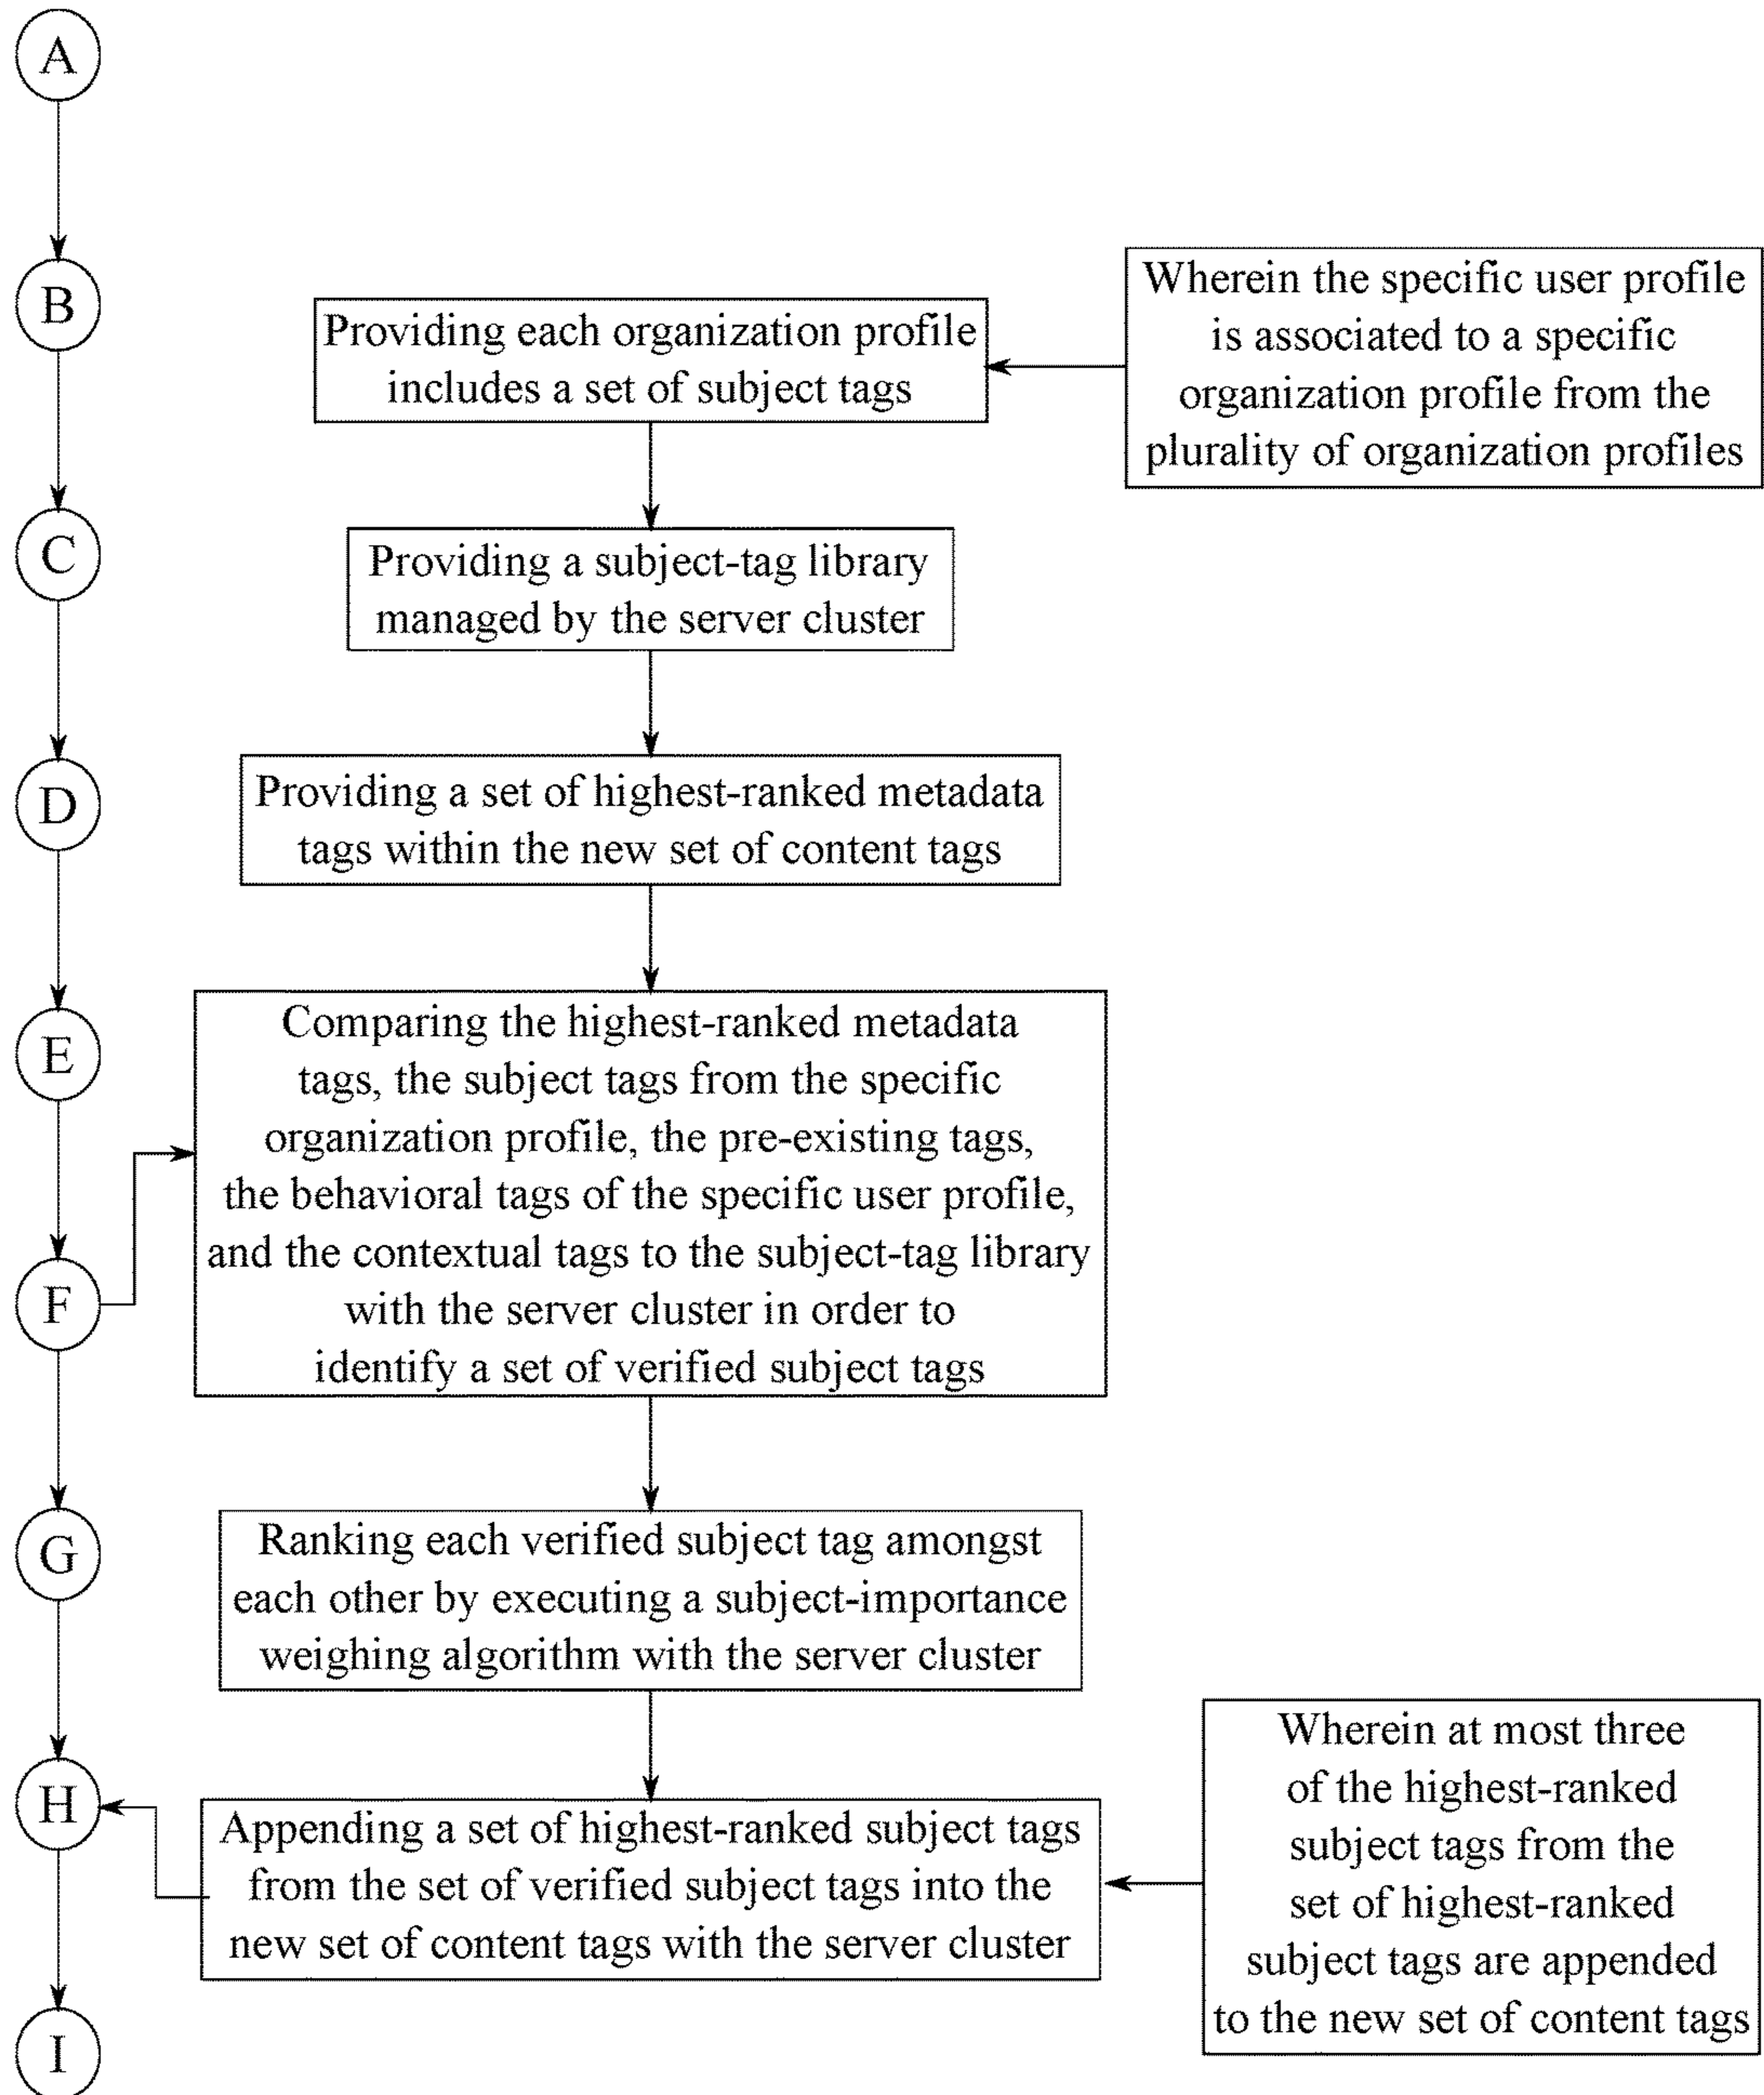 A
B
Providing each organization profile
includes a set of subject tags
Wherein the specific user profile
is associated to a specific
organization profile from the
plurality of organization profiles
C
Providing a subject-tag library
managed by the server cluster
D
Providing a set of highest-ranked metadata
tags within the new set of content tags
E
Comparing the highest-ranked metadata
tags, the subject tags from the specific
organization profile, the pre-existing tags,
the behavioral tags of the specific user profile,
and the contextual tags to the subject-tag library
with the server cluster in order to
identify a set of verified subject tags
F
G
Ranking each verified subject tag amongst
each other by executing a subject-importance
weighing algorithm with the server cluster
H
Appending a set of highest-ranked subject tags
from the set of verified subject tags into the
new set of content tags with the server cluster
Wherein at most three
of the highest-ranked
subject tags from the
set of highest-ranked
subject tags are appended
to the new set of content tags
I